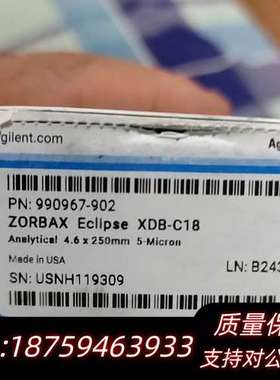 gilent.com
Ag
PN: 990967-902
ZORBAX Eclipse XDB-C18
Analytical 4.6 x 250mm 5-Micron
Made in USA
LN: B243
SN: USNH119309
质量保
:18759463933
支持对公